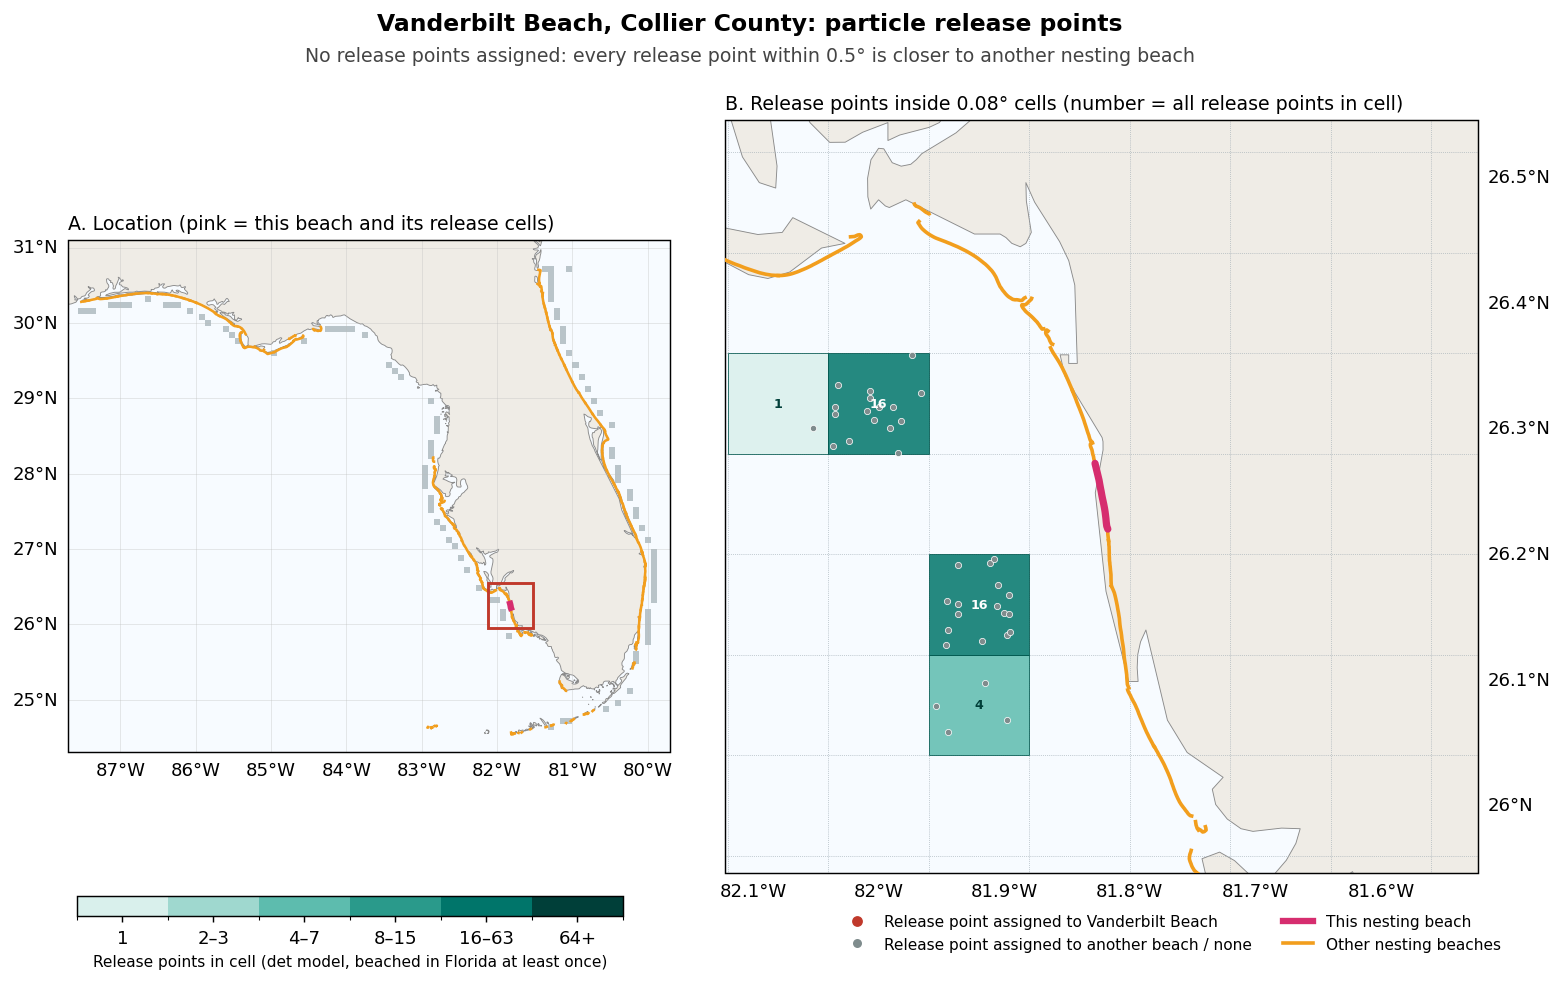 Vanderbilt Beach, Collier County: particle release points
No release points assigned: every release point within 0.5° is closer to another nesting beach
A. Location (pink = this beach and its release cells)
31°N
30°N
29°N
28°N
27°N
26°N
25°N
87°W 86°W 85°W 84°W 83°W 82°W 81°W 80°W
1 2–3 4–7 8–15 16–63 64+
Release points in cell (det model, beached in Florida at least once)
B. Release points inside 0.08° cells (number = all release points in cell)
1 16
16
4
26.5°N
26.4°N
26.3°N
26.2°N
26.1°N
26°N
82.1°W 82°W 81.9°W 81.8°W 81.7°W 81.6°W
Release point assigned to Vanderbilt Beach
Release point assigned to another beach / none
This nesting beach
Other nesting beaches